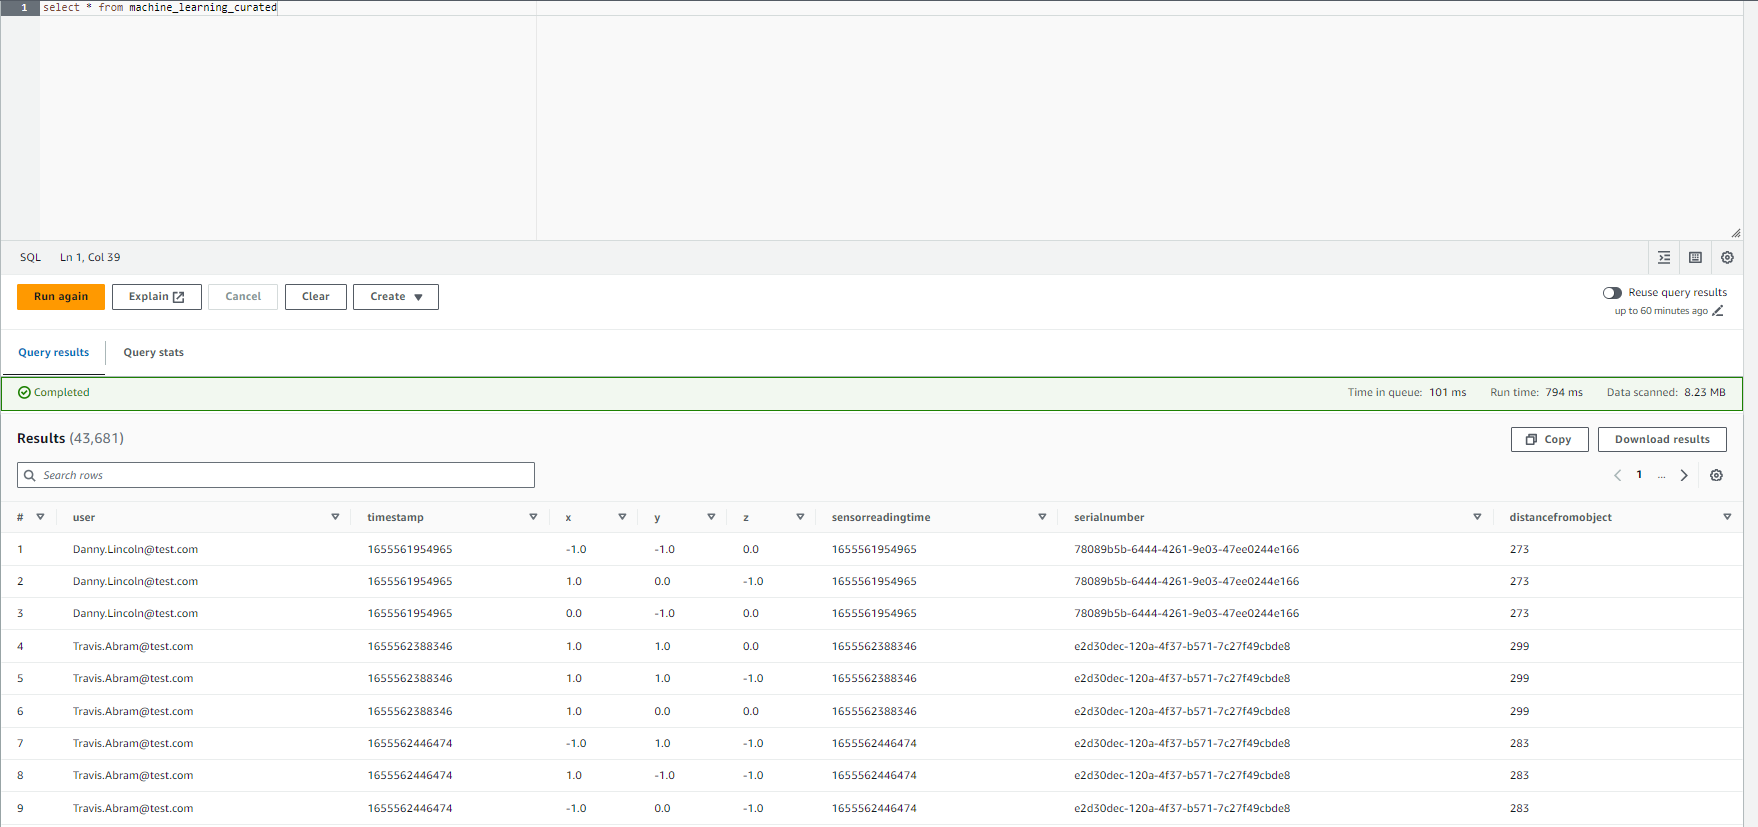 1 select * from machine_learning_curated
SQL Ln 1, Col 39
Run again Explain Cancel Clear Create Reuse query results
up to 60 minutes ago
Query results Query stats
Completed Time in queue: 101 ms Run time: 794 ms Data scanned: 8.23 MB
Results (43,681) Copy Download results
Search rows 1 ...
# user timestamp x y z sensorreadingtime serialnumber distancefromobject
1 Danny.Lincoln@test.com 1655561954965 -1.0 -1.0 0.0 1655561954965 78089b5b-6444-4261-9e03-47ee0244e166 273
2 Danny.Lincoln@test.com 1655561954965 1.0 0.0 -1.0 1655561954965 78089b5b-6444-4261-9e03-47ee0244e166 273
3 Danny.Lincoln@test.com 1655561954965 0.0 -1.0 0.0 1655561954965 78089b5b-6444-4261-9e03-47ee0244e166 273
4 Travis.Abram@test.com 1655562388346 1.0 1.0 0.0 1655562388346 e2d30dec-120a-4f37-b571-7c27f49cbde8 299
5 Travis.Abram@test.com 1655562388346 1.0 1.0 -1.0 1655562388346 e2d30dec-120a-4f37-b571-7c27f49cbde8 299
6 Travis.Abram@test.com 1655562388346 1.0 0.0 0.0 1655562388346 e2d30dec-120a-4f37-b571-7c27f49cbde8 299
7 Travis.Abram@test.com 1655562446474 -1.0 1.0 -1.0 1655562446474 e2d30dec-120a-4f37-b571-7c27f49cbde8 283
8 Travis.Abram@test.com 1655562446474 1.0 -1.0 -1.0 1655562446474 e2d30dec-120a-4f37-b571-7c27f49cbde8 283
9 Travis.Abram@test.com 1655562446474 -1.0 0.0 -1.0 1655562446474 e2d30dec-120a-4f37-b571-7c27f49cbde8 283